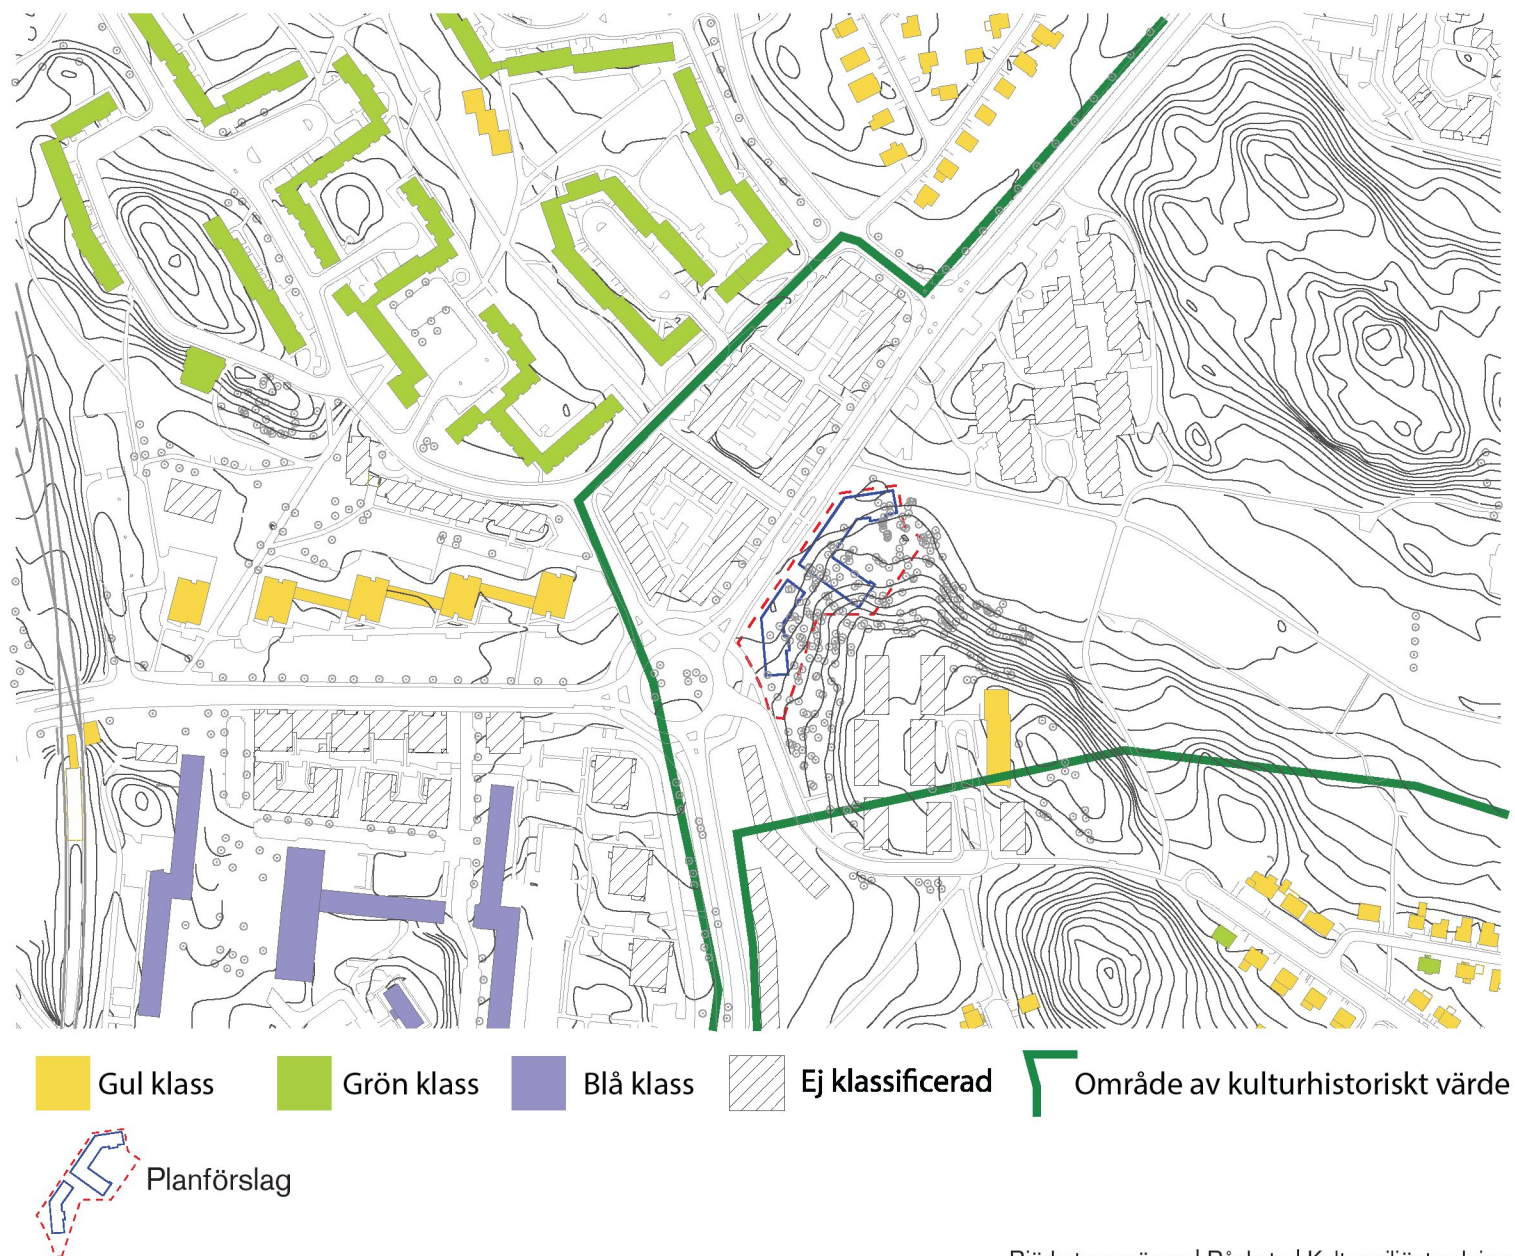 Gul klass
Grön klass
Blå klass
Ej klassificerad
Område av kulturhistoriskt värde
Planförslag